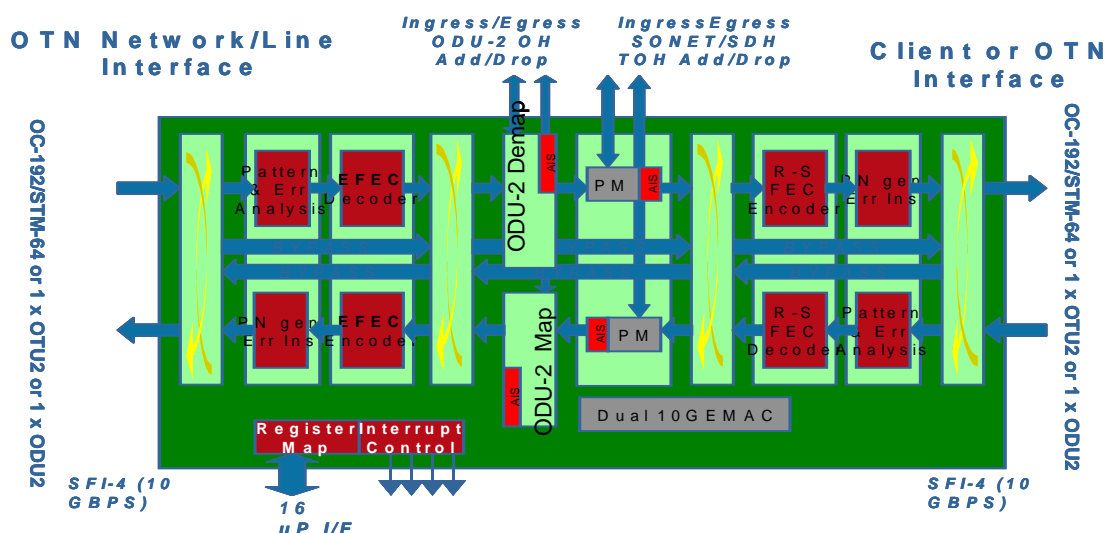 Ingress/Egress
ODU-2 OH
Add/Drop
IngressEgress
SONET/SDH
TOH Add/Drop
OTN Network/Line
Interface
Client or OTN
Interface
OC-192/STM-64 or 1 x OTU2 or 1 x ODU2
Pattern
& Err
Analysis
EFEC
Decoder
ODU-2 Demap
AIS
PM
AIS
R-S
FEC
Encoder
PN gen
Err Ins
OC-192/STM-64 or 1 x OTU2 or 1 x ODU2
PN gen
Err Ins
EFEC
Encoder
ODU-2 Map
AIS
AIS
PM
R-S
FEC
Decoder
Pattern
& Err
Analysis
Dual 10GEMAC
Register
Map
Interrupt
Control
SFI-4 (10
GBPS)
16
uP I/F
SFI-4 (10
GBPS)